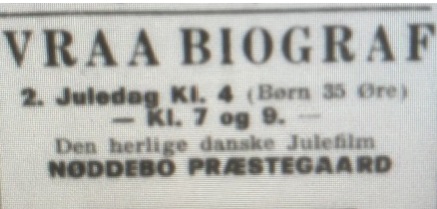 VRAA BIOGRAF
2. Juledag Kl. 4 (Børn 35 Øre)
— Kl. 7 og 9. —
Den herlige danske Julefilm
NØDDEBO PRÆSTEGAARD